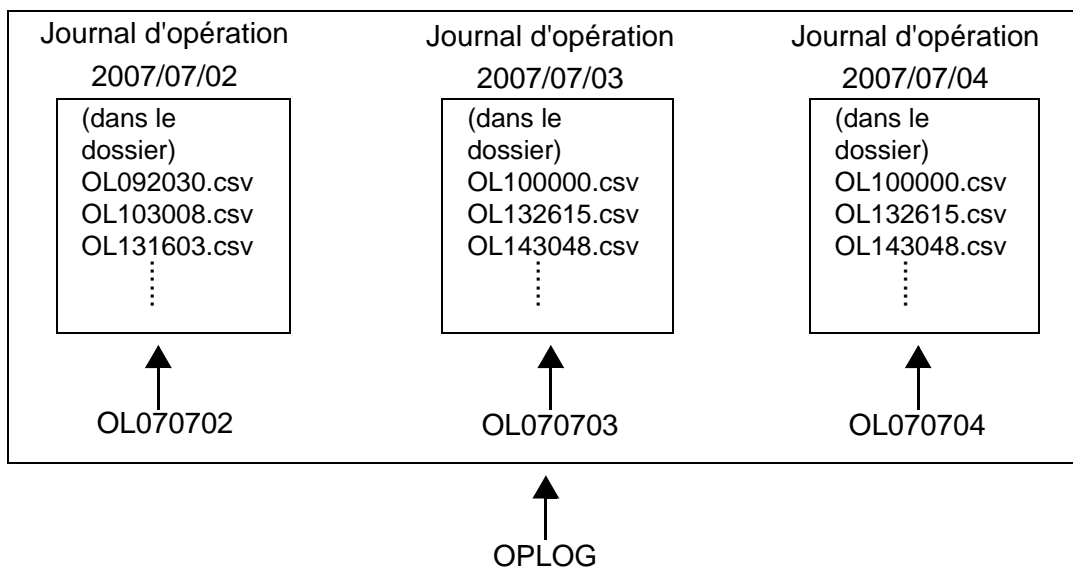 Journal d'opération
2007/07/02
(dans le
dossier)
OL092030.csv
OL103008.csv
OL131603.csv
OL070702
Journal d'opération
2007/07/03
(dans le
dossier)
OL100000.csv
OL132615.csv
OL143048.csv
OL070703
Journal d'opération
2007/07/04
(dans le
dossier)
OL100000.csv
OL132615.csv
OL143048.csv
OL070704
OPLOG